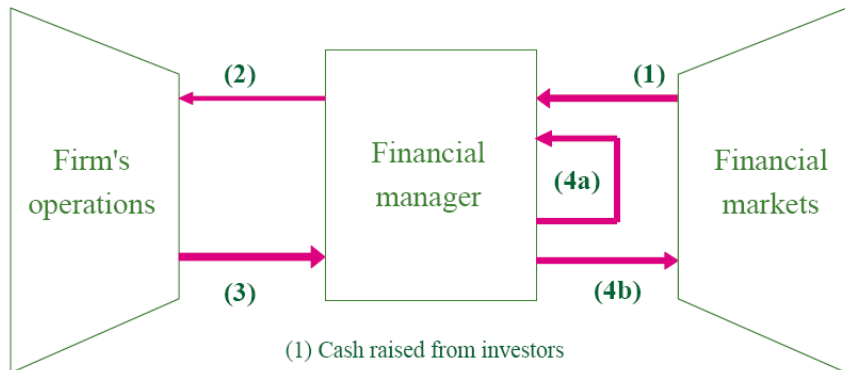 (2)
(1)
Firm's
operations
Financial
manager
(4a)
Financial
markets
(3)
(4b)
(1) Cash raised from investors